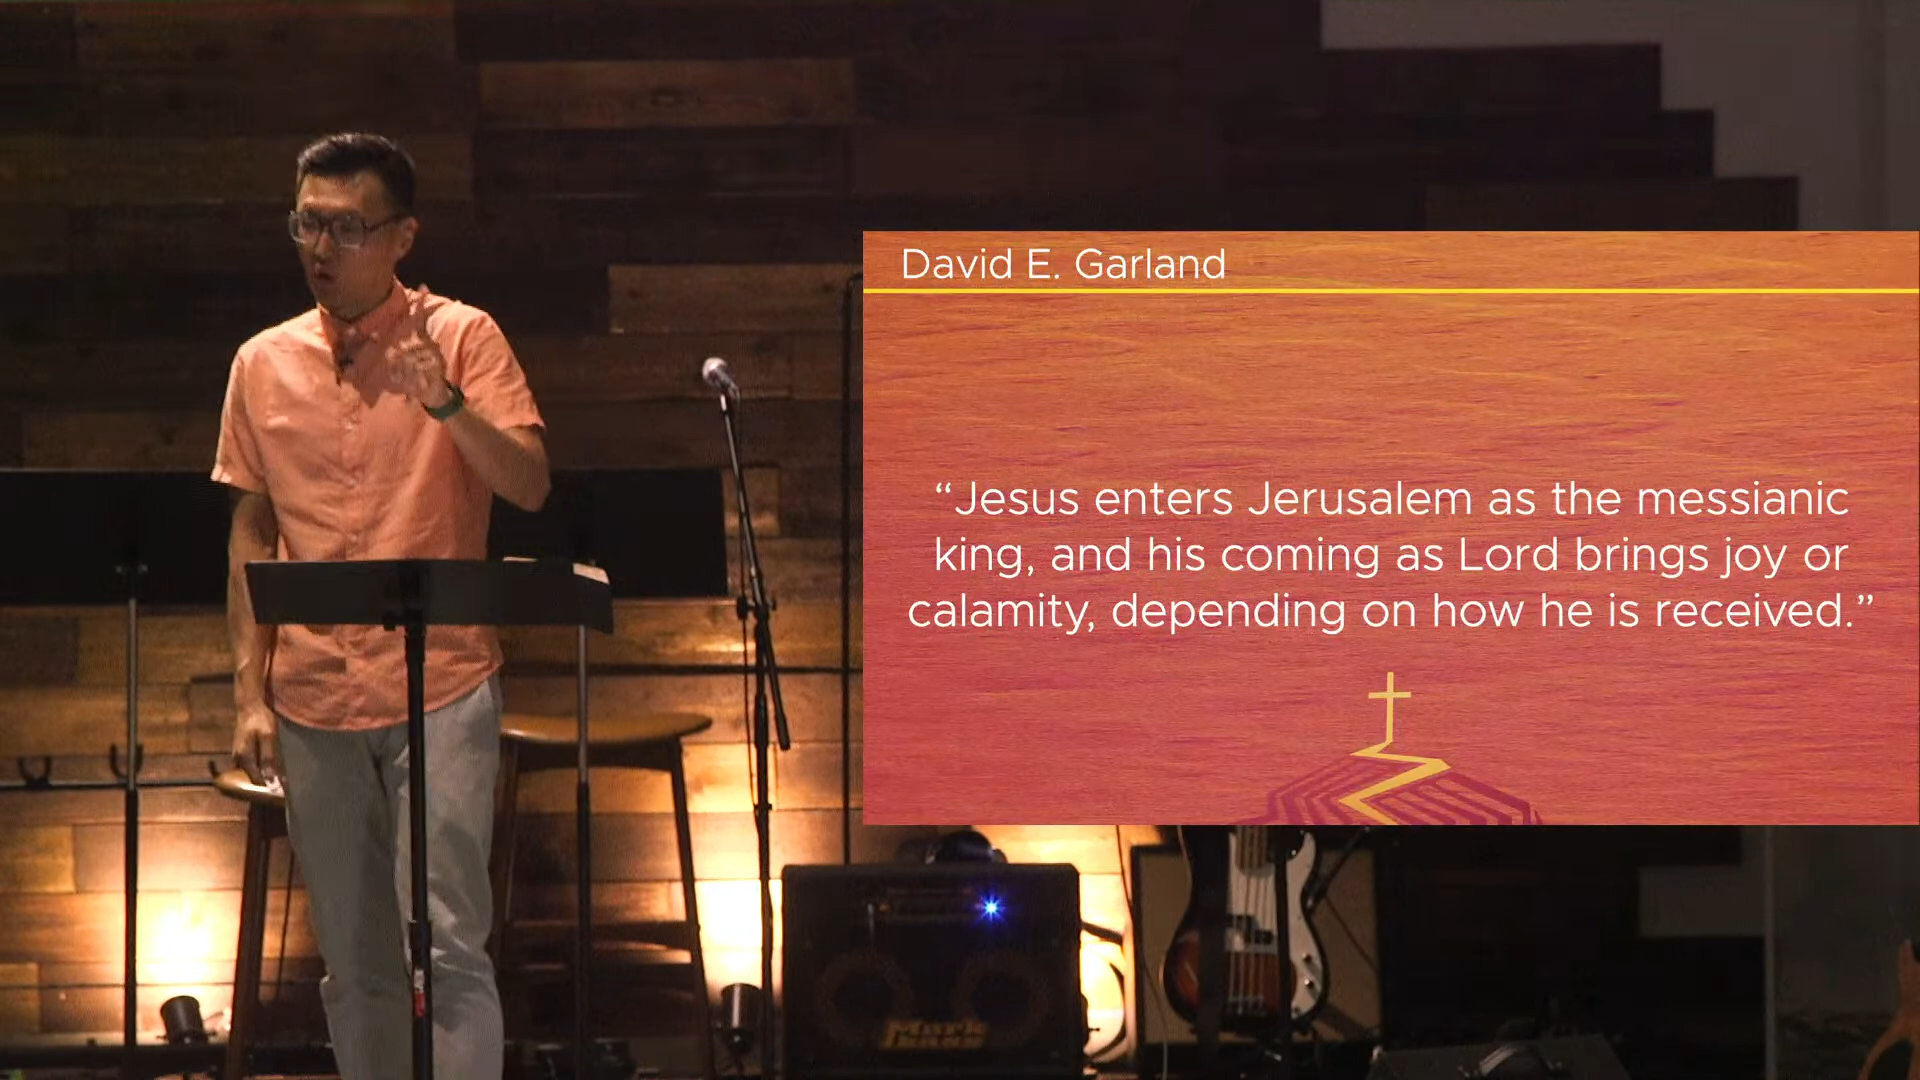 David E. Garland
“Jesus enters Jerusalem as the messianic
king, and his coming as Lord brings joy or
calamity, depending on how he is received.”
Mark